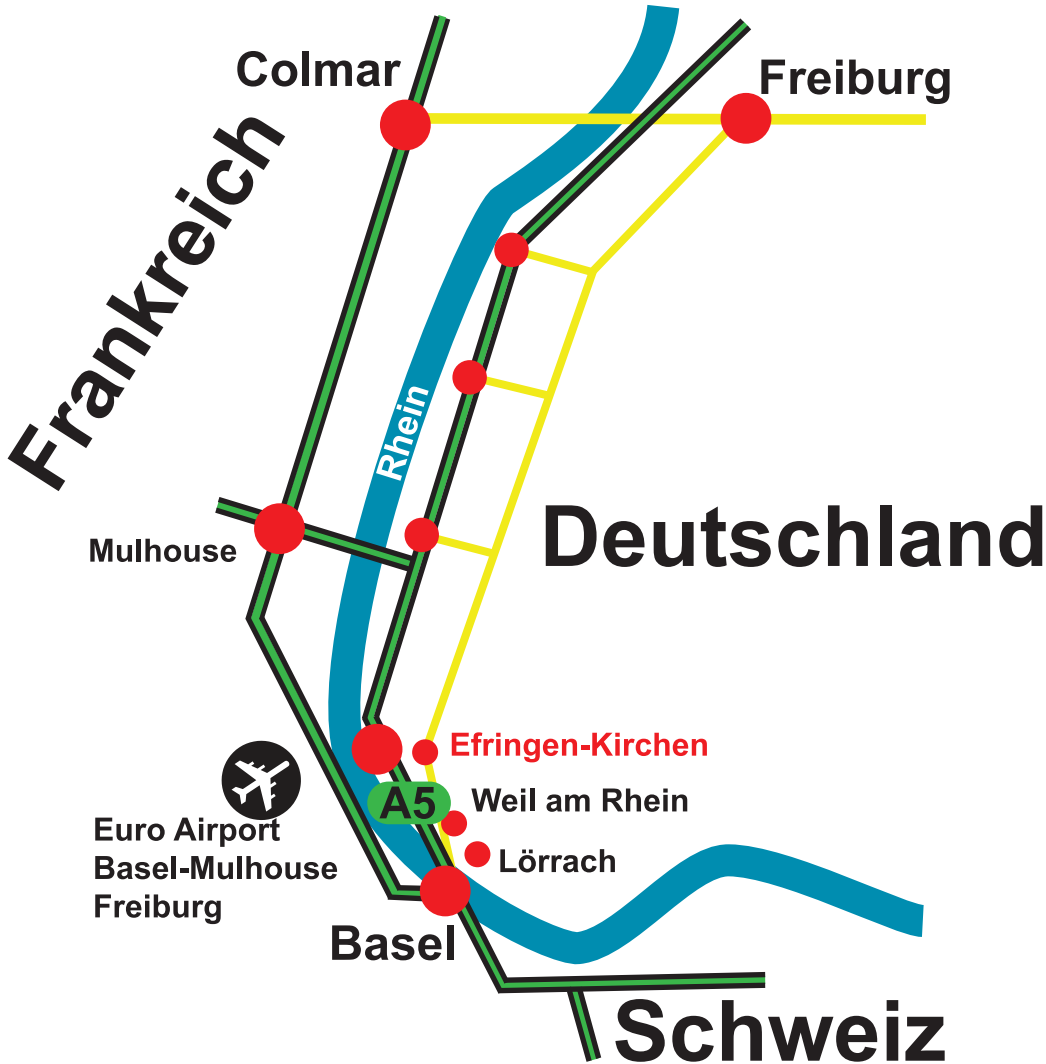 Colmar
Freiburg
Frankreich
Rhein
Deutschland
Mulhouse
Efringen-Kirchen
A5
Weil am Rhein
Euro Airport
Basel-Mulhouse
Freiburg
Lörrach
Basel
Schweiz